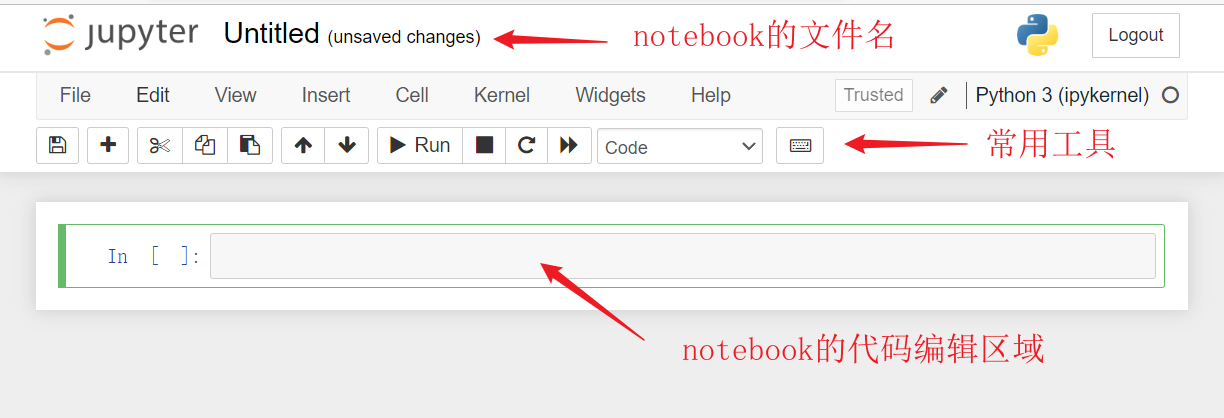 jupyter Untitled (unsaved changes) notebook的文件名 Logout
File Edit View Insert Cell Kernel Widgets Help Trusted Python 3 (ipykernel)
Run Code 常用工具
In [ ]:
notebook的代码编辑区域